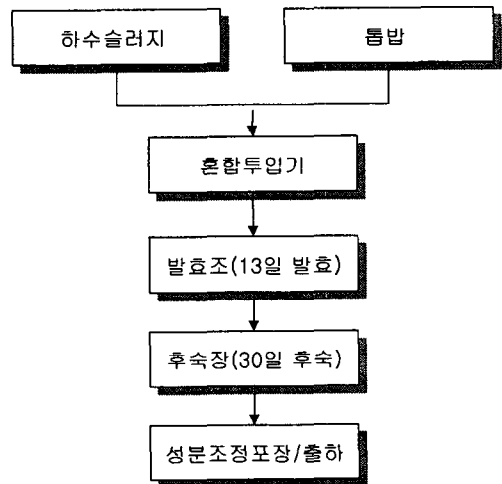 하수슬러지
톱밥
혼합투입기
발효조(13일 발효)
후숙장(30일 후숙)
성분조정포장/출하